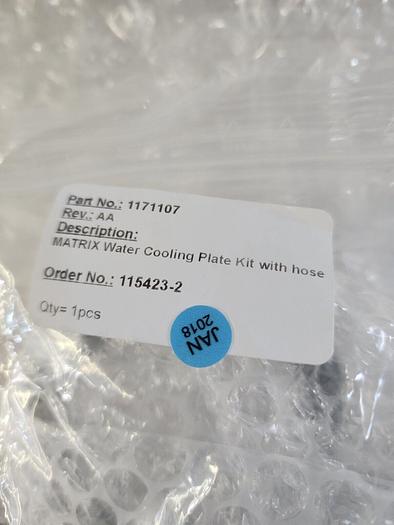 Part No.: 1171107
Rev.: AA
Description:
MATRIX Water Cooling Plate Kit with hose
Order No.: 115423-2
Qty= 1pcs
JAN
2018